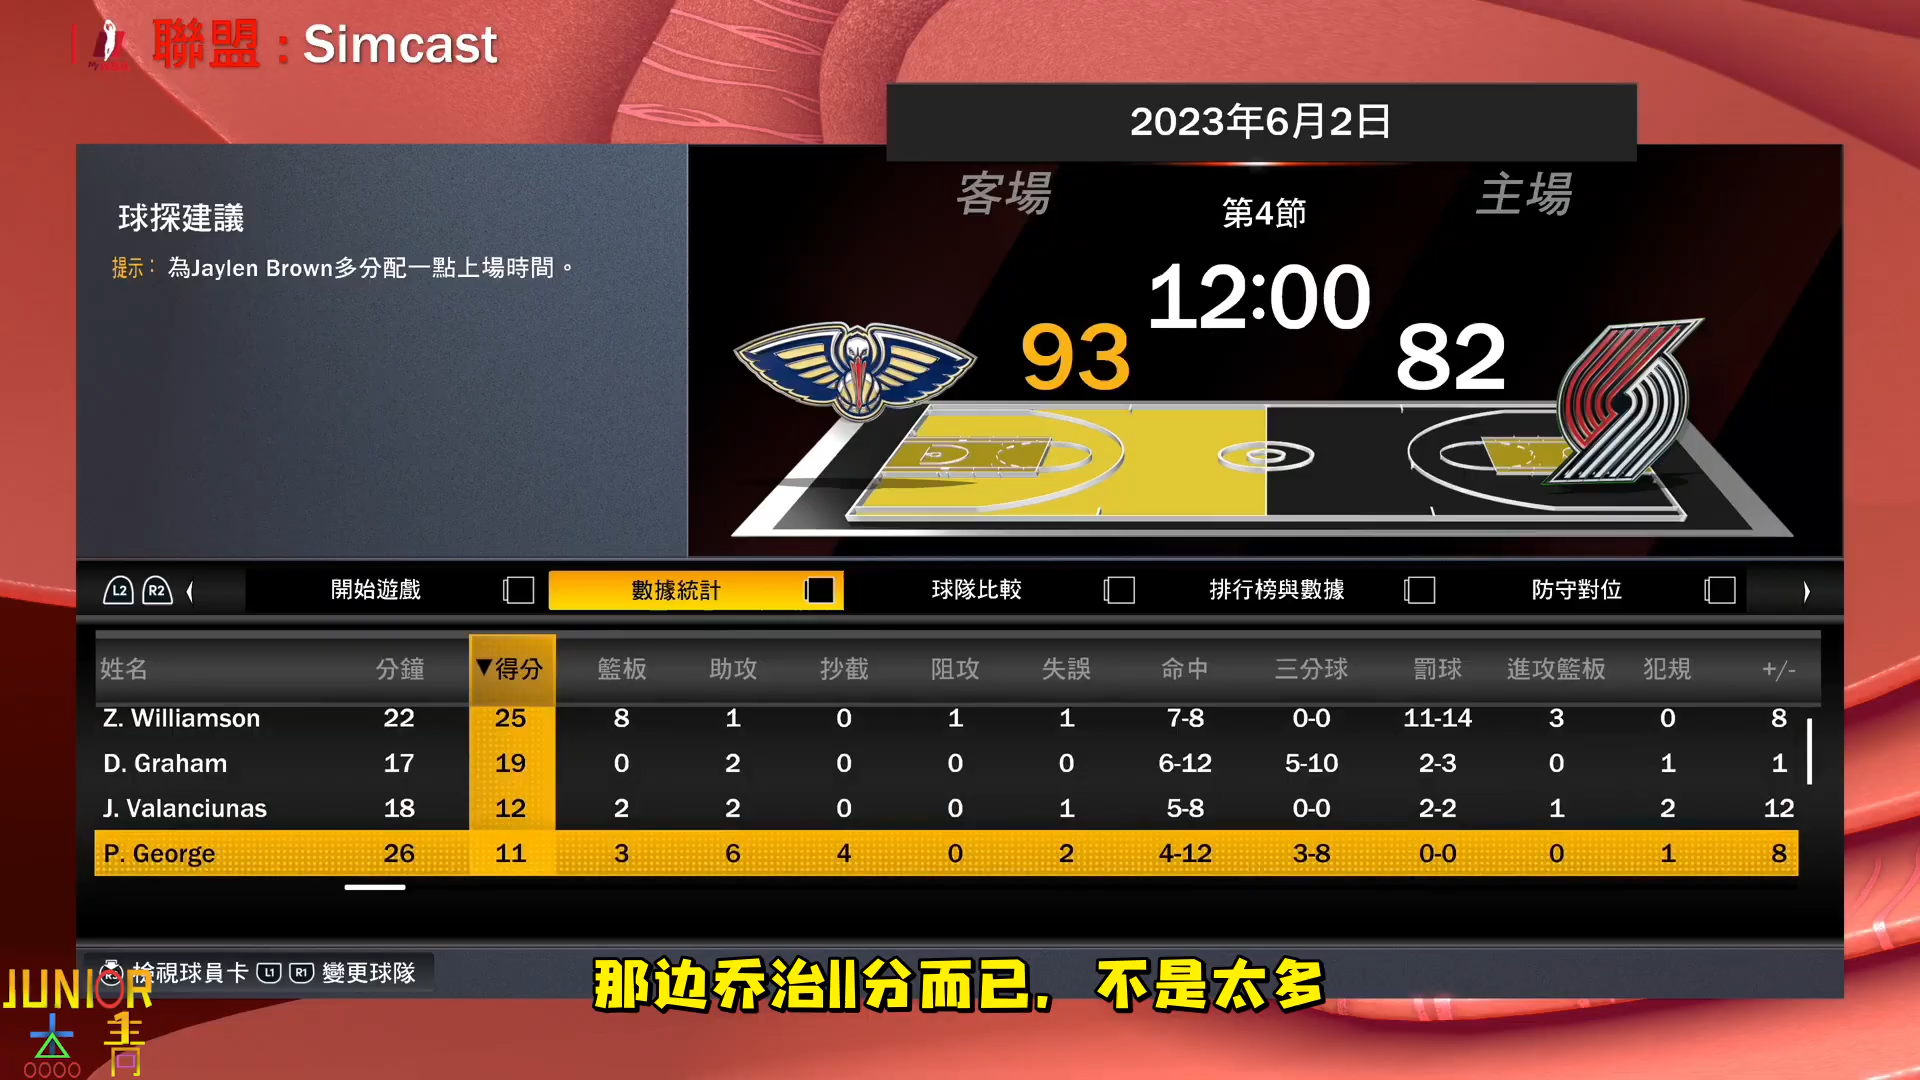 聯盟 : Simcast
2023年6月2日
球探建議
提示： 為Jaylen Brown多分配一點上場時間。
客場 第4節 主場
12:00
93 82
L2 R2 開始遊戲 數據統計 球隊比較 排行榜與數據 防守對位
姓名 分鐘 ▼得分 籃板 助攻 抄截 阻攻 失誤 命中 三分球 罰球 進攻籃板 犯規 +/-
Z. Williamson 22 25 8 1 0 1 1 7-8 0-0 11-14 3 0 8
D. Graham 17 19 0 2 0 0 0 6-12 5-10 2-3 0 1 1
J. Valanciunas 18 12 2 2 0 0 1 5-8 0-0 2-2 1 2 12
P. George 26 11 3 6 4 0 2 4-12 3-8 0-0 0 1 8
R3 檢視球員卡 L1 R1 變更球隊
那边乔治11分而已，不是太多
JUNIOR